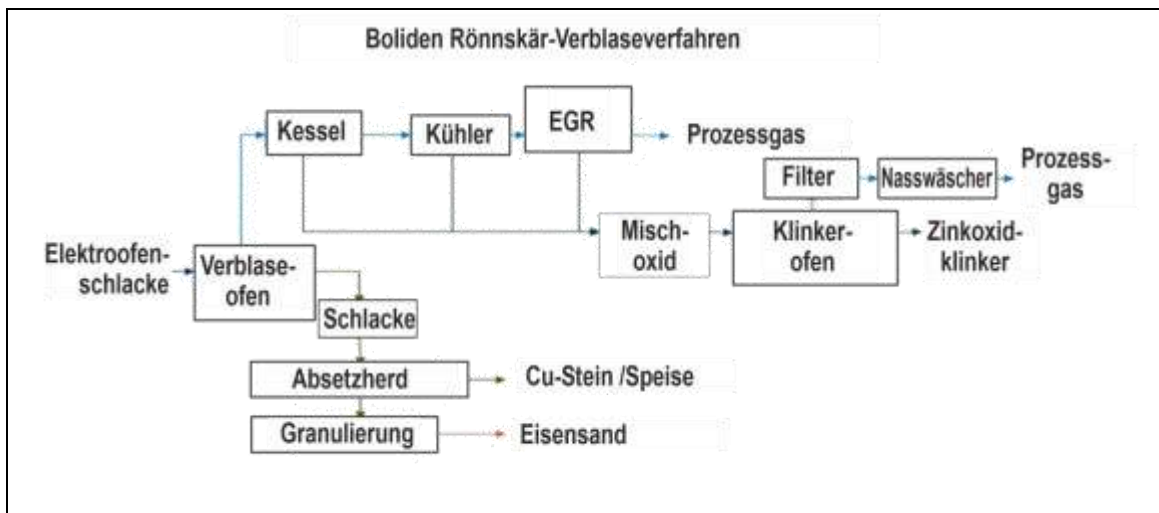 Boliden Rönnskär-Verblaseverfahren
Kessel
Kühler
EGR
Prozessgas
Filter
Nasswäscher
Prozess-
gas
Elektroofen-
schlacke
Verblase-
ofen
Misch-
oxid
Klinker-
ofen
Zinkoxid-
klinker
Schlacke
Absetzherd
Cu-Stein /Speise
Granulierung
Eisensand